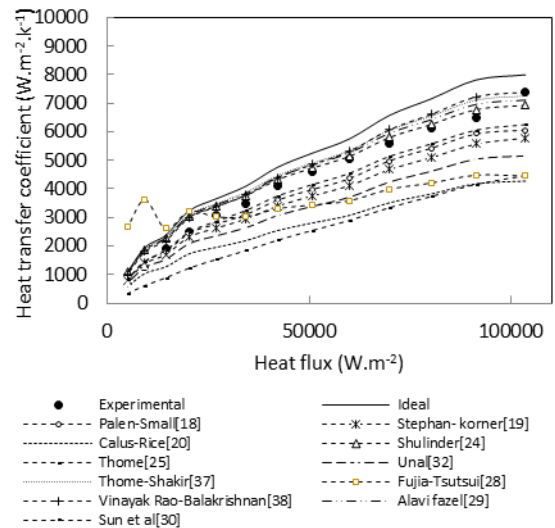 Heat transfer coefficient (W.m-2.k-1)
10000
9000
8000
7000
6000
5000
4000
3000
2000
1000
0
0
50000
100000
Heat flux (W.m-2)
Experimental
Ideal
Palen-Small[18]
Stephan- korner[19]
Calus-Rice[20]
Shulinder[24]
Thome[25]
Unal[32]
Thome-Shakir[37]
Fujia-Tsutsui[28]
Vinayak Rao-Balakrishnan[38]
Alavi fazel[29]
Sun et al[30]